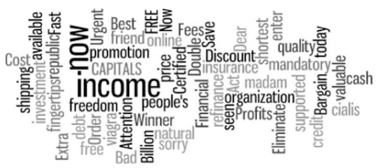 Cost
shipping
investment
available
fingertips
republic
Fast
-now
Urgent
promotion
Best
friend
FREE
online
-Now
Fees
Double
Save
Dear
shortest
enter
quality
today
CAPITALS
price
Certified
Discount
insurance
mandatory
valuable
cash
income
freedom
people's
Financial
refinance
Act
madam
organization
supported
Bargain
Extra
debt
free
Order
viagra
Attention
Winner
Billion
natural
seen
Profits
Eliminate
credit
cialis
Bad
sorry